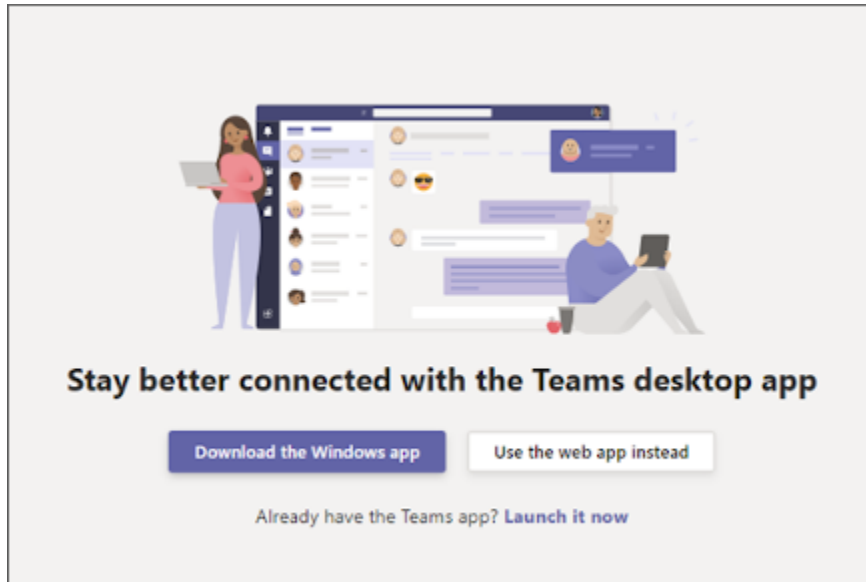 Stay better connected with the Teams desktop app
Download the Windows app
Use the web app instead
Already have the Teams app? Launch it now